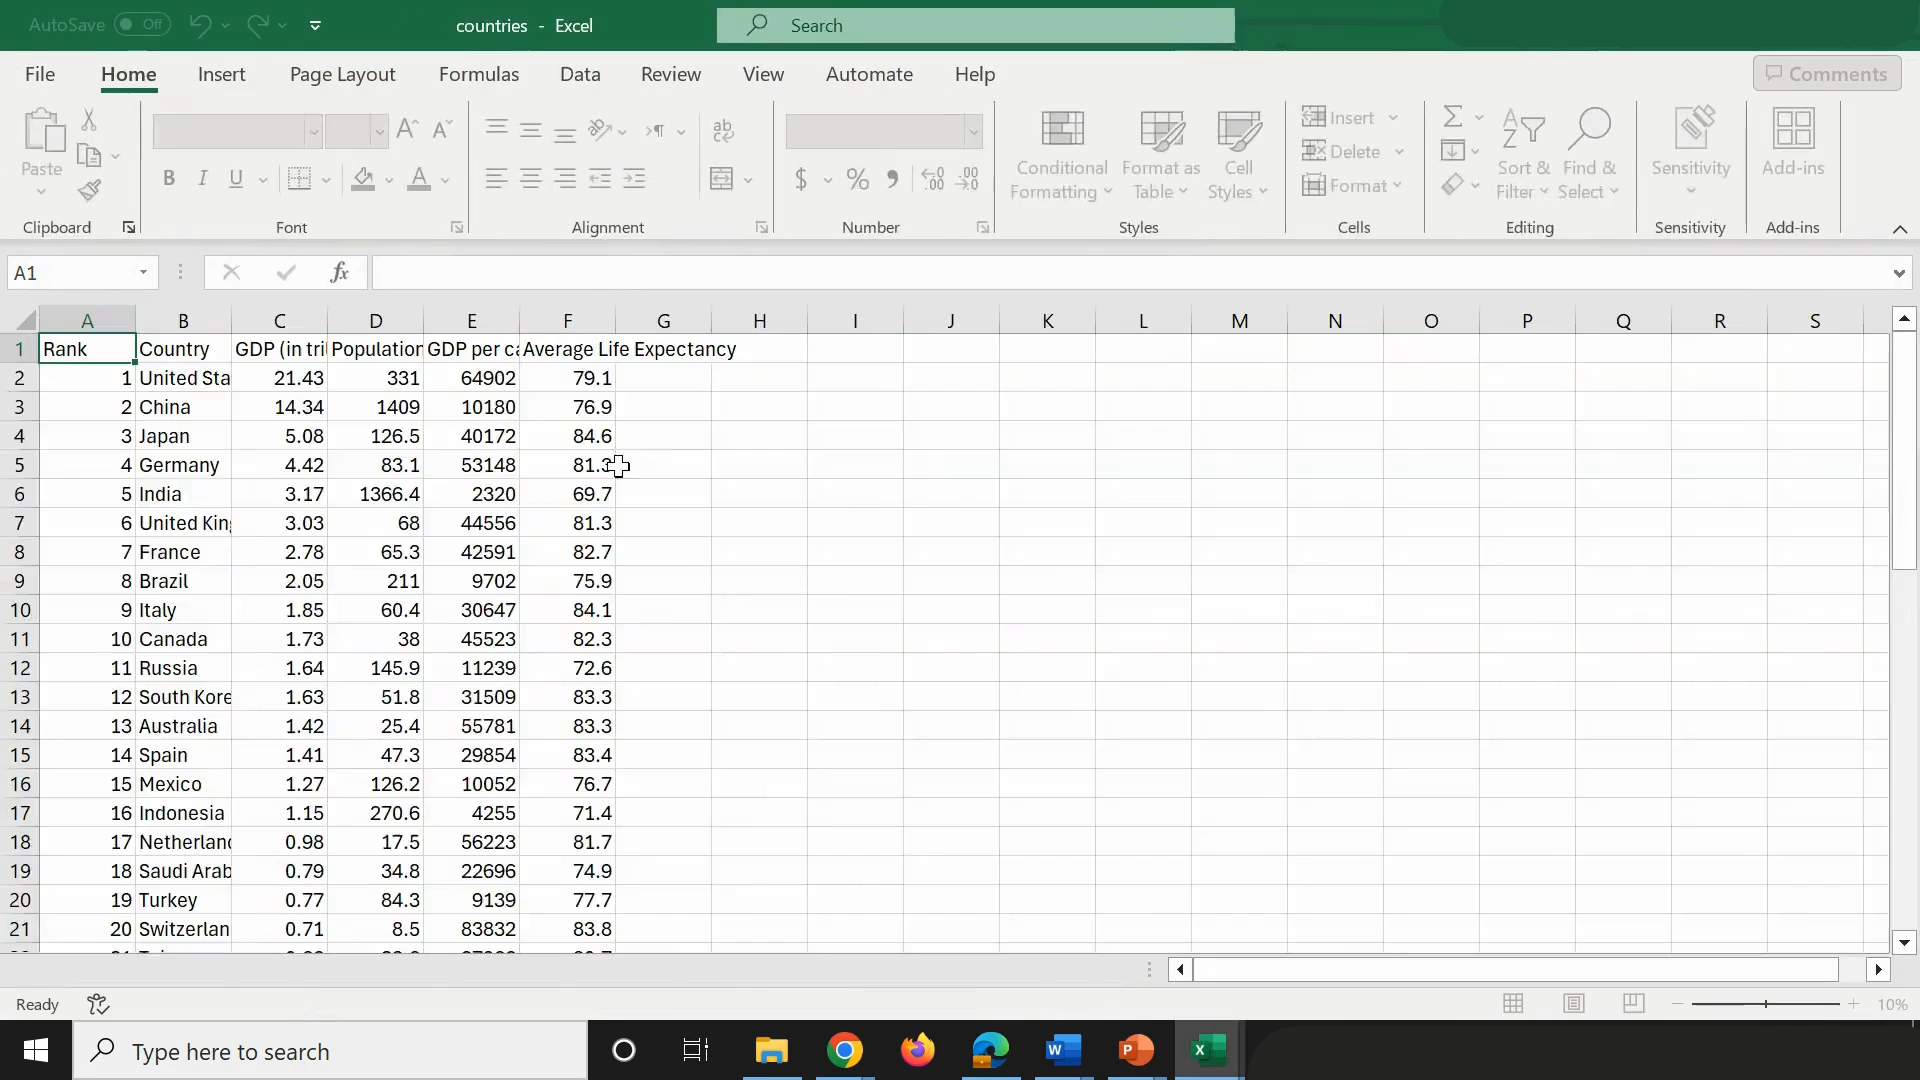 AutoSave Off countries - Excel Search
File Home Insert Page Layout Formulas Data Review View Automate Help Comments
Paste
B I U
ab
Conditional Formatting
Format as Table
Cell Styles
Insert
Delete
Format
Sort & Filter
Find & Select
Sensitivity
Add-ins
Clipboard Font Alignment Number Styles Cells Editing Sensitivity Add-ins
A1 fx
A B C D E F G H I J K L M N O P Q R S
1 Rank Country GDP (in tri Population GDP per ca Average Life Expectancy
2 1 United Sta 21.43 331 64902 79.1
3 2 China 14.34 1409 10180 76.9
4 3 Japan 5.08 126.5 40172 84.6
5 4 Germany 4.42 83.1 53148 81.3
6 5 India 3.17 1366.4 2320 69.7
7 6 United King 3.03 68 44556 81.3
8 7 France 2.78 65.3 42591 82.7
9 8 Brazil 2.05 211 9702 75.9
10 9 Italy 1.85 60.4 30647 84.1
11 10 Canada 1.73 38 45523 82.3
12 11 Russia 1.64 145.9 11239 72.6
13 12 South Kore 1.63 51.8 31509 83.3
14 13 Australia 1.42 25.4 55781 83.3
15 14 Spain 1.41 47.3 29854 83.4
16 15 Mexico 1.27 126.2 10052 76.7
17 16 Indonesia 1.15 270.6 4255 71.4
18 17 Netherland 0.98 17.5 56223 81.7
19 18 Saudi Arab 0.79 34.8 22696 74.9
20 19 Turkey 0.77 84.3 9139 77.7
21 20 Switzerlan 0.71 8.5 83832 83.8
Ready 10%
Type here to search